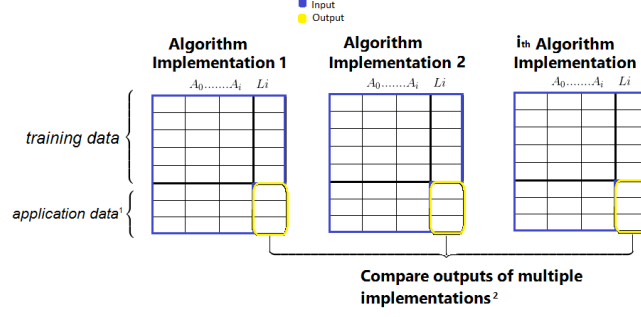 Input
Output
Algorithm
Implementation 1
Algorithm
Implementation 2
ith Algorithm
Implementation
A0.......Ai Li
A0.......Ai Li
A0.......Ai Li
training data
application data1
Compare outputs of multiple
implementations2